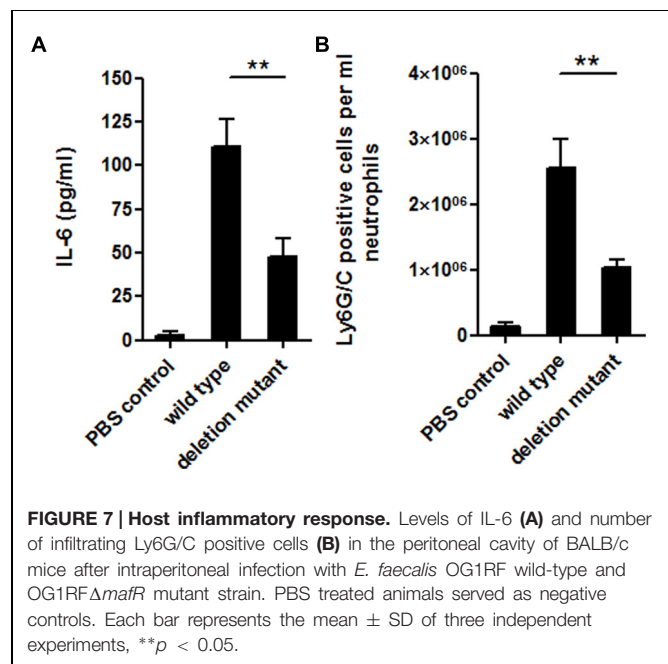 A
**
IL-6 (pg/ml)
150
125
100
75
50
25
0
PBS control
wild type
deletion mutant
B
**
Ly6G/C positive cells per ml
neutrophils
4×10⁰⁶
3×10⁰⁶
2×10⁰⁶
1×10⁰⁶
0
PBS control
wild type
deletion mutant
FIGURE 7 | Host inflammatory response. Levels of IL-6 (A) and number
of infiltrating Ly6G/C positive cells (B) in the peritoneal cavity of BALB/c
mice after intraperitoneal infection with E. faecalis OG1RF wild-type and
OG1RFΔmafR mutant strain. PBS treated animals served as negative
controls. Each bar represents the mean ± SD of three independent
experiments, **p < 0.05.